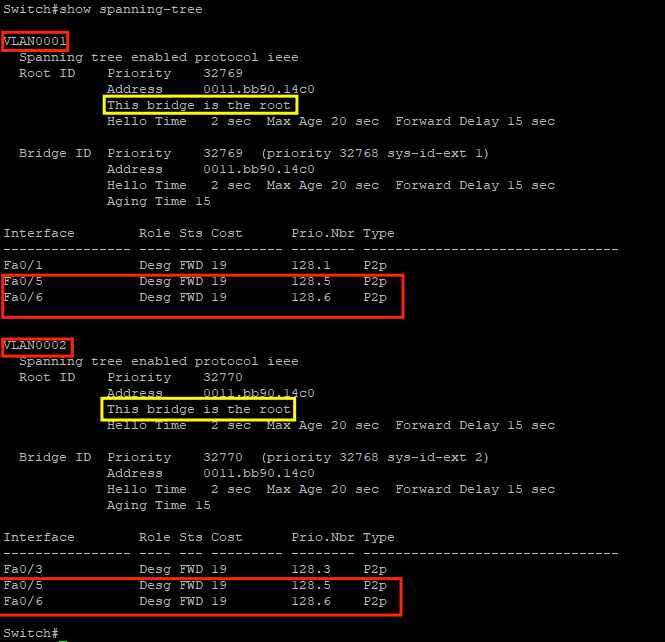 Switch#show spanning-tree
VLAN0001
  Spanning tree enabled protocol ieee
  Root ID    Priority    32769
             Address     0011.bb90.14c0
             This bridge is the root
             Hello Time   2 sec  Max Age 20 sec  Forward Delay 15 sec
  Bridge ID  Priority    32769  (priority 32768 sys-id-ext 1)
             Address     0011.bb90.14c0
             Hello Time   2 sec  Max Age 20 sec  Forward Delay 15 sec
             Aging Time 15
Interface        Role Sts Cost      Prio.Nbr Type
---------------- ---- --- --------- -------- --------------------------------
Fa0/1            Desg FWD 19        128.1    P2p
Fa0/5            Desg FWD 19        128.5    P2p
Fa0/6            Desg FWD 19        128.6    P2p
VLAN0002
  Spanning tree enabled protocol ieee
  Root ID    Priority    32770
             Address     0011.bb90.14c0
             This bridge is the root
             Hello Time   2 sec  Max Age 20 sec  Forward Delay 15 sec
  Bridge ID  Priority    32770  (priority 32768 sys-id-ext 2)
             Address     0011.bb90.14c0
             Hello Time   2 sec  Max Age 20 sec  Forward Delay 15 sec
             Aging Time 15
Interface        Role Sts Cost      Prio.Nbr Type
---------------- ---- --- --------- -------- --------------------------------
Fa0/3            Desg FWD 19        128.3    P2p
Fa0/5            Desg FWD 19        128.5    P2p
Fa0/6            Desg FWD 19        128.6    P2p
Switch#